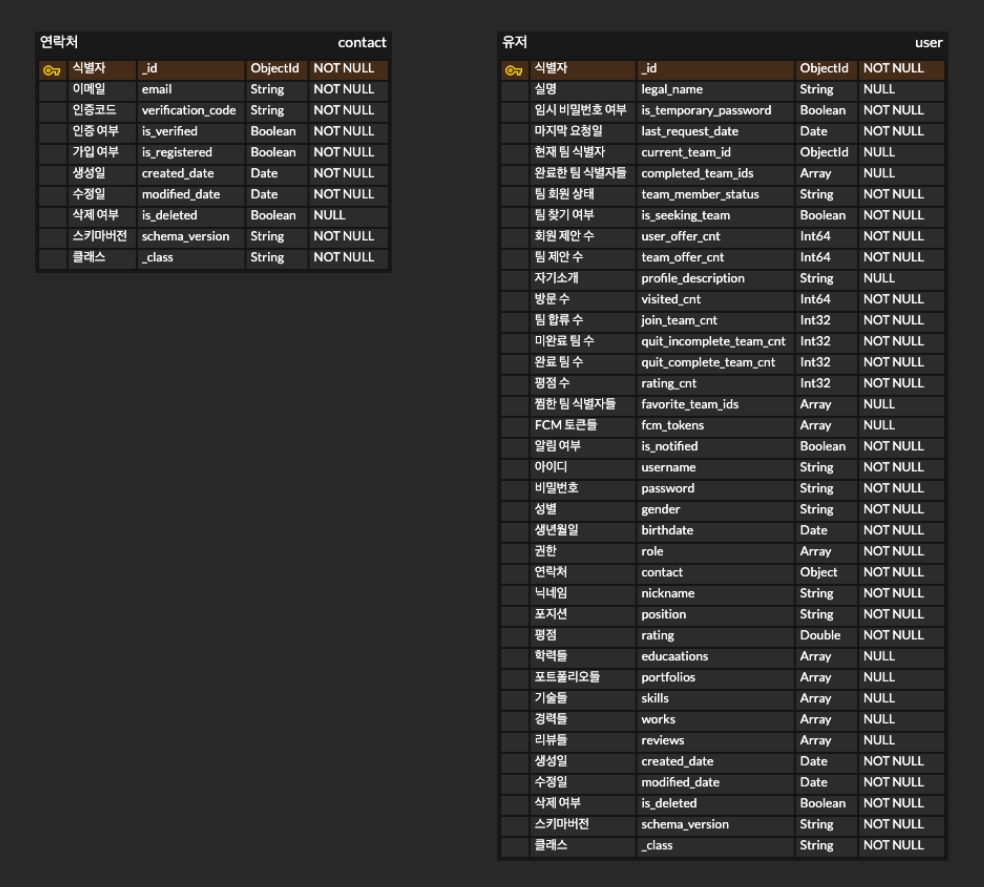 연락처 contact
식별자 _id ObjectId NOT NULL
이메일 email String NOT NULL
인증코드 verification_code String NOT NULL
인증 여부 is_verified Boolean NOT NULL
가입 여부 is_registered Boolean NOT NULL
생성일 created_date Date NOT NULL
수정일 modified_date Date NOT NULL
삭제 여부 is_deleted Boolean NULL
스키마버전 schema_version String NOT NULL
클래스 _class String NOT NULL
유저 user
식별자 _id ObjectId NOT NULL
실명 legal_name String NULL
임시 비밀번호 여부 is_temporary_password Boolean NOT NULL
마지막 요청일 last_request_date Date NOT NULL
현재 팀 식별자 current_team_id ObjectId NULL
완료한 팀 식별자들 completed_team_ids Array NULL
팀 회원 상태 team_member_status String NOT NULL
팀 찾기 여부 is_seeking_team Boolean NOT NULL
회원 제안 수 user_offer_cnt Int64 NOT NULL
팀 제안 수 team_offer_cnt Int64 NOT NULL
자기소개 profile_description String NULL
방문 수 visited_cnt Int64 NOT NULL
팀 합류 수 join_team_cnt Int32 NOT NULL
미완료 팀 수 quit_incomplete_team_cnt Int32 NOT NULL
완료 팀 수 quit_complete_team_cnt Int32 NOT NULL
평점 수 rating_cnt Int32 NOT NULL
찜한 팀 식별자들 favorite_team_ids Array NULL
FCM 토큰들 fcm_tokens Array NULL
알림 여부 is_notified Boolean NOT NULL
아이디 username String NOT NULL
비밀번호 password String NOT NULL
성별 gender String NOT NULL
생년월일 birthdate Date NOT NULL
권한 role Array NOT NULL
연락처 contact Object NOT NULL
닉네임 nickname String NOT NULL
포지션 position String NOT NULL
평점 rating Double NOT NULL
학력들 educaations Array NULL
포트폴리오들 portfolios Array NULL
기술들 skills Array NULL
경력들 works Array NULL
리뷰들 reviews Array NULL
생성일 created_date Date NOT NULL
수정일 modified_date Date NOT NULL
삭제 여부 is_deleted Boolean NOT NULL
스키마버전 schema_version String NOT NULL
클래스 _class String NOT NULL